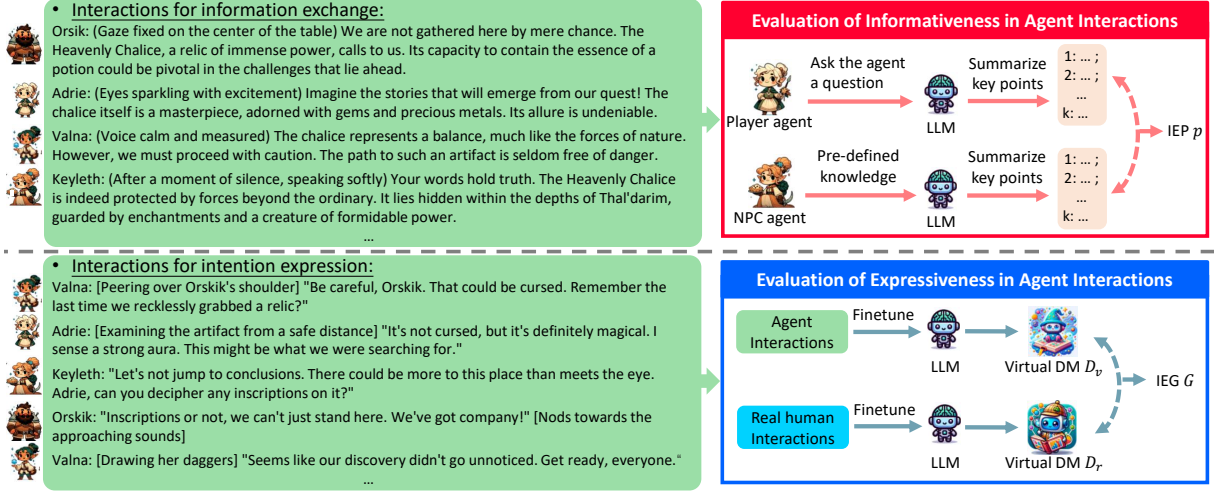 • Interactions for information exchange:
Orsik: (Gaze fixed on the center of the table) We are not gathered here by mere chance. The
Heavenly Chalice, a relic of immense power, calls to us. Its capacity to contain the essence of a
potion could be pivotal in the challenges that lie ahead.
Adrie: (Eyes sparkling with excitement) Imagine the stories that will emerge from our quest! The
chalice itself is a masterpiece, adorned with gems and precious metals. Its allure is undeniable.
Valna: (Voice calm and measured) The chalice represents a balance, much like the forces of nature.
However, we must proceed with caution. The path to such an artifact is seldom free of danger.
Keyleth: (After a moment of silence, speaking softly) Your words hold truth. The Heavenly Chalice
is indeed protected by forces beyond the ordinary. It lies hidden within the depths of Thal'darim,
guarded by enchantments and a creature of formidable power.
...
Evaluation of Informativeness in Agent Interactions
Player agent
Ask the agent
a question
LLM
Summarize
key points
1: ... ;
2: ... ;
...
k: ...
NPC agent
Pre-defined
knowledge
LLM
Summarize
key points
1: ... ;
2: ... ;
...
k: ...
IEP p
• Interactions for intention expression:
Valna: [Peering over Orskik's shoulder] "Be careful, Orskik. That could be cursed. Remember the
last time we recklessly grabbed a relic?"
Adrie: [Examining the artifact from a safe distance] "It's not cursed, but it's definitely magical. I
sense a strong aura. This might be what we were searching for."
Keyleth: "Let's not jump to conclusions. There could be more to this place than meets the eye.
Adrie, can you decipher any inscriptions on it?"
Orskik: "Inscriptions or not, we can't just stand here. We've got company!" [Nods towards the
approaching sounds]
Valna: [Drawing her daggers] "Seems like our discovery didn't go unnoticed. Get ready, everyone."
...
Evaluation of Expressiveness in Agent Interactions
Agent
Interactions
Finetune
LLM
Virtual DM Dᵥ
Real human
Interactions
Finetune
LLM
Virtual DM Dᵣ
IEG G